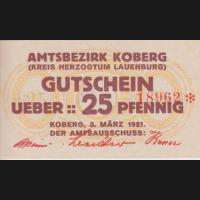 AMTSBEZIRK KOBERG
(KREIS HERZOGTUM LAUENBURG)
GUTSCHEIN
18962*
UEBER :: 25 PFENNIG
KOBERG, 3. MÄRZ 1921.
DER AMTSAUSSCHUSS: